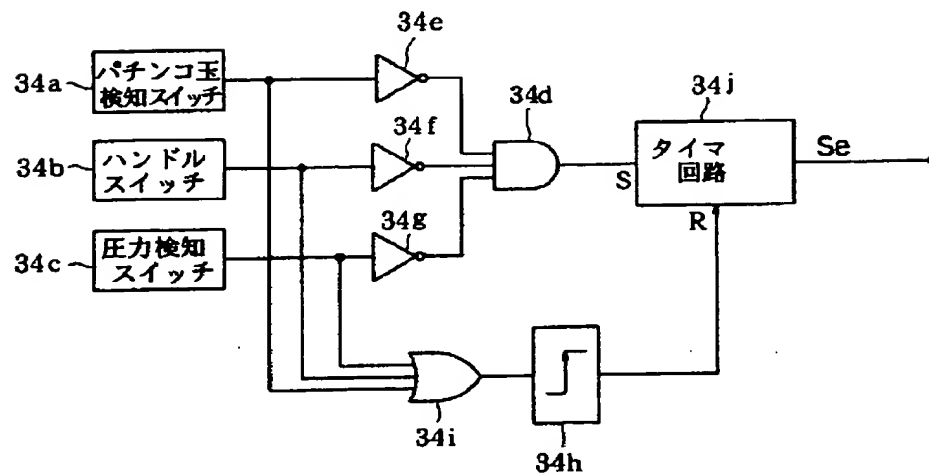 34a
パチンコ玉
検知スイッチ
34e
34b
ハンドル
スイッチ
34f
34d
34j
タイマ
回路
S
R
Se
34c
圧力検知
スイッチ
34g
34i
34h